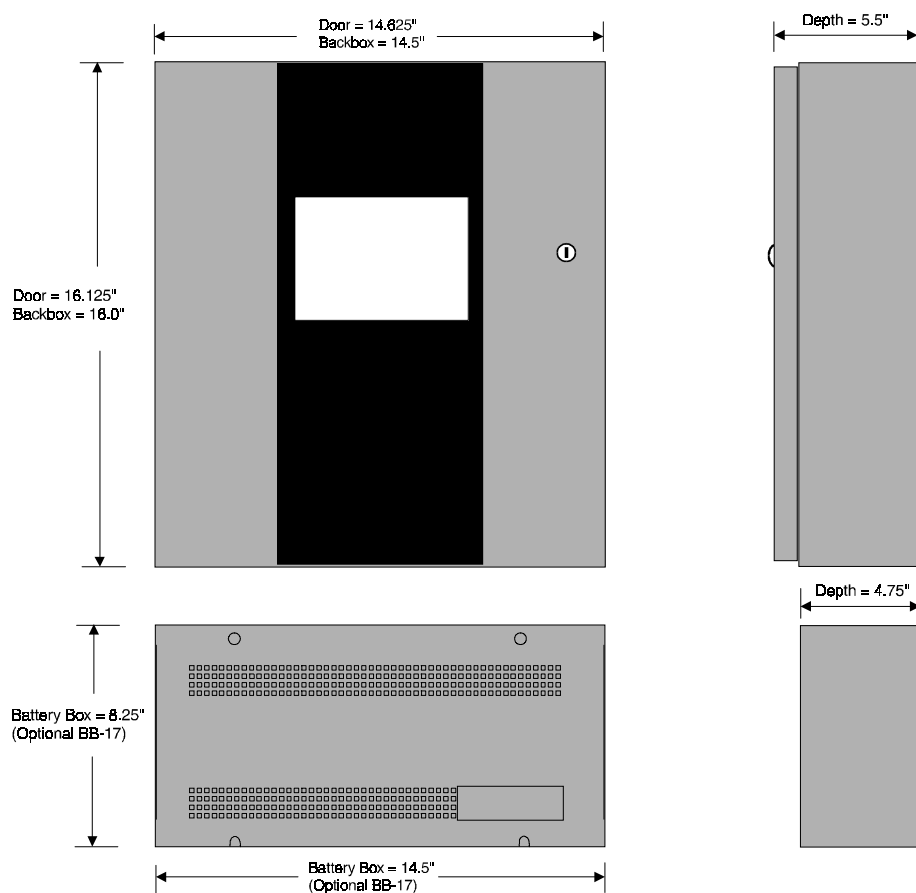 Door = 14.625"
Backbox = 14.5"
Depth = 5.5"
Door = 16.125"
Backbox = 16.0"
Depth = 4.75"
Battery Box = 8.25"
(Optional BB-17)
Battery Box = 14.5"
(Optional BB-17)